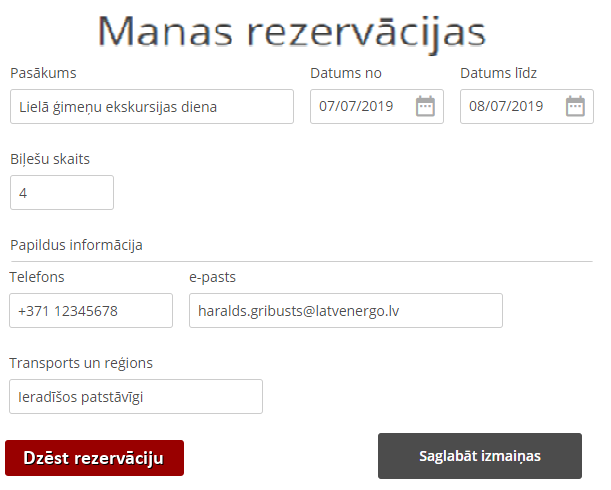 Manas rezervācijas
Pasākums Datums no Datums līdz
Lielā ģimeņu ekskursijas diena 07/07/2019 08/07/2019
Biļešu skaits
4
Papildus informācija
Telefons e-pasts
+371 12345678 haralds.gribusts@latvenergo.lv
Transports un reģions
Ieradīšos patstāvīgi
Dzēst rezervāciju Saglabāt izmaiņas